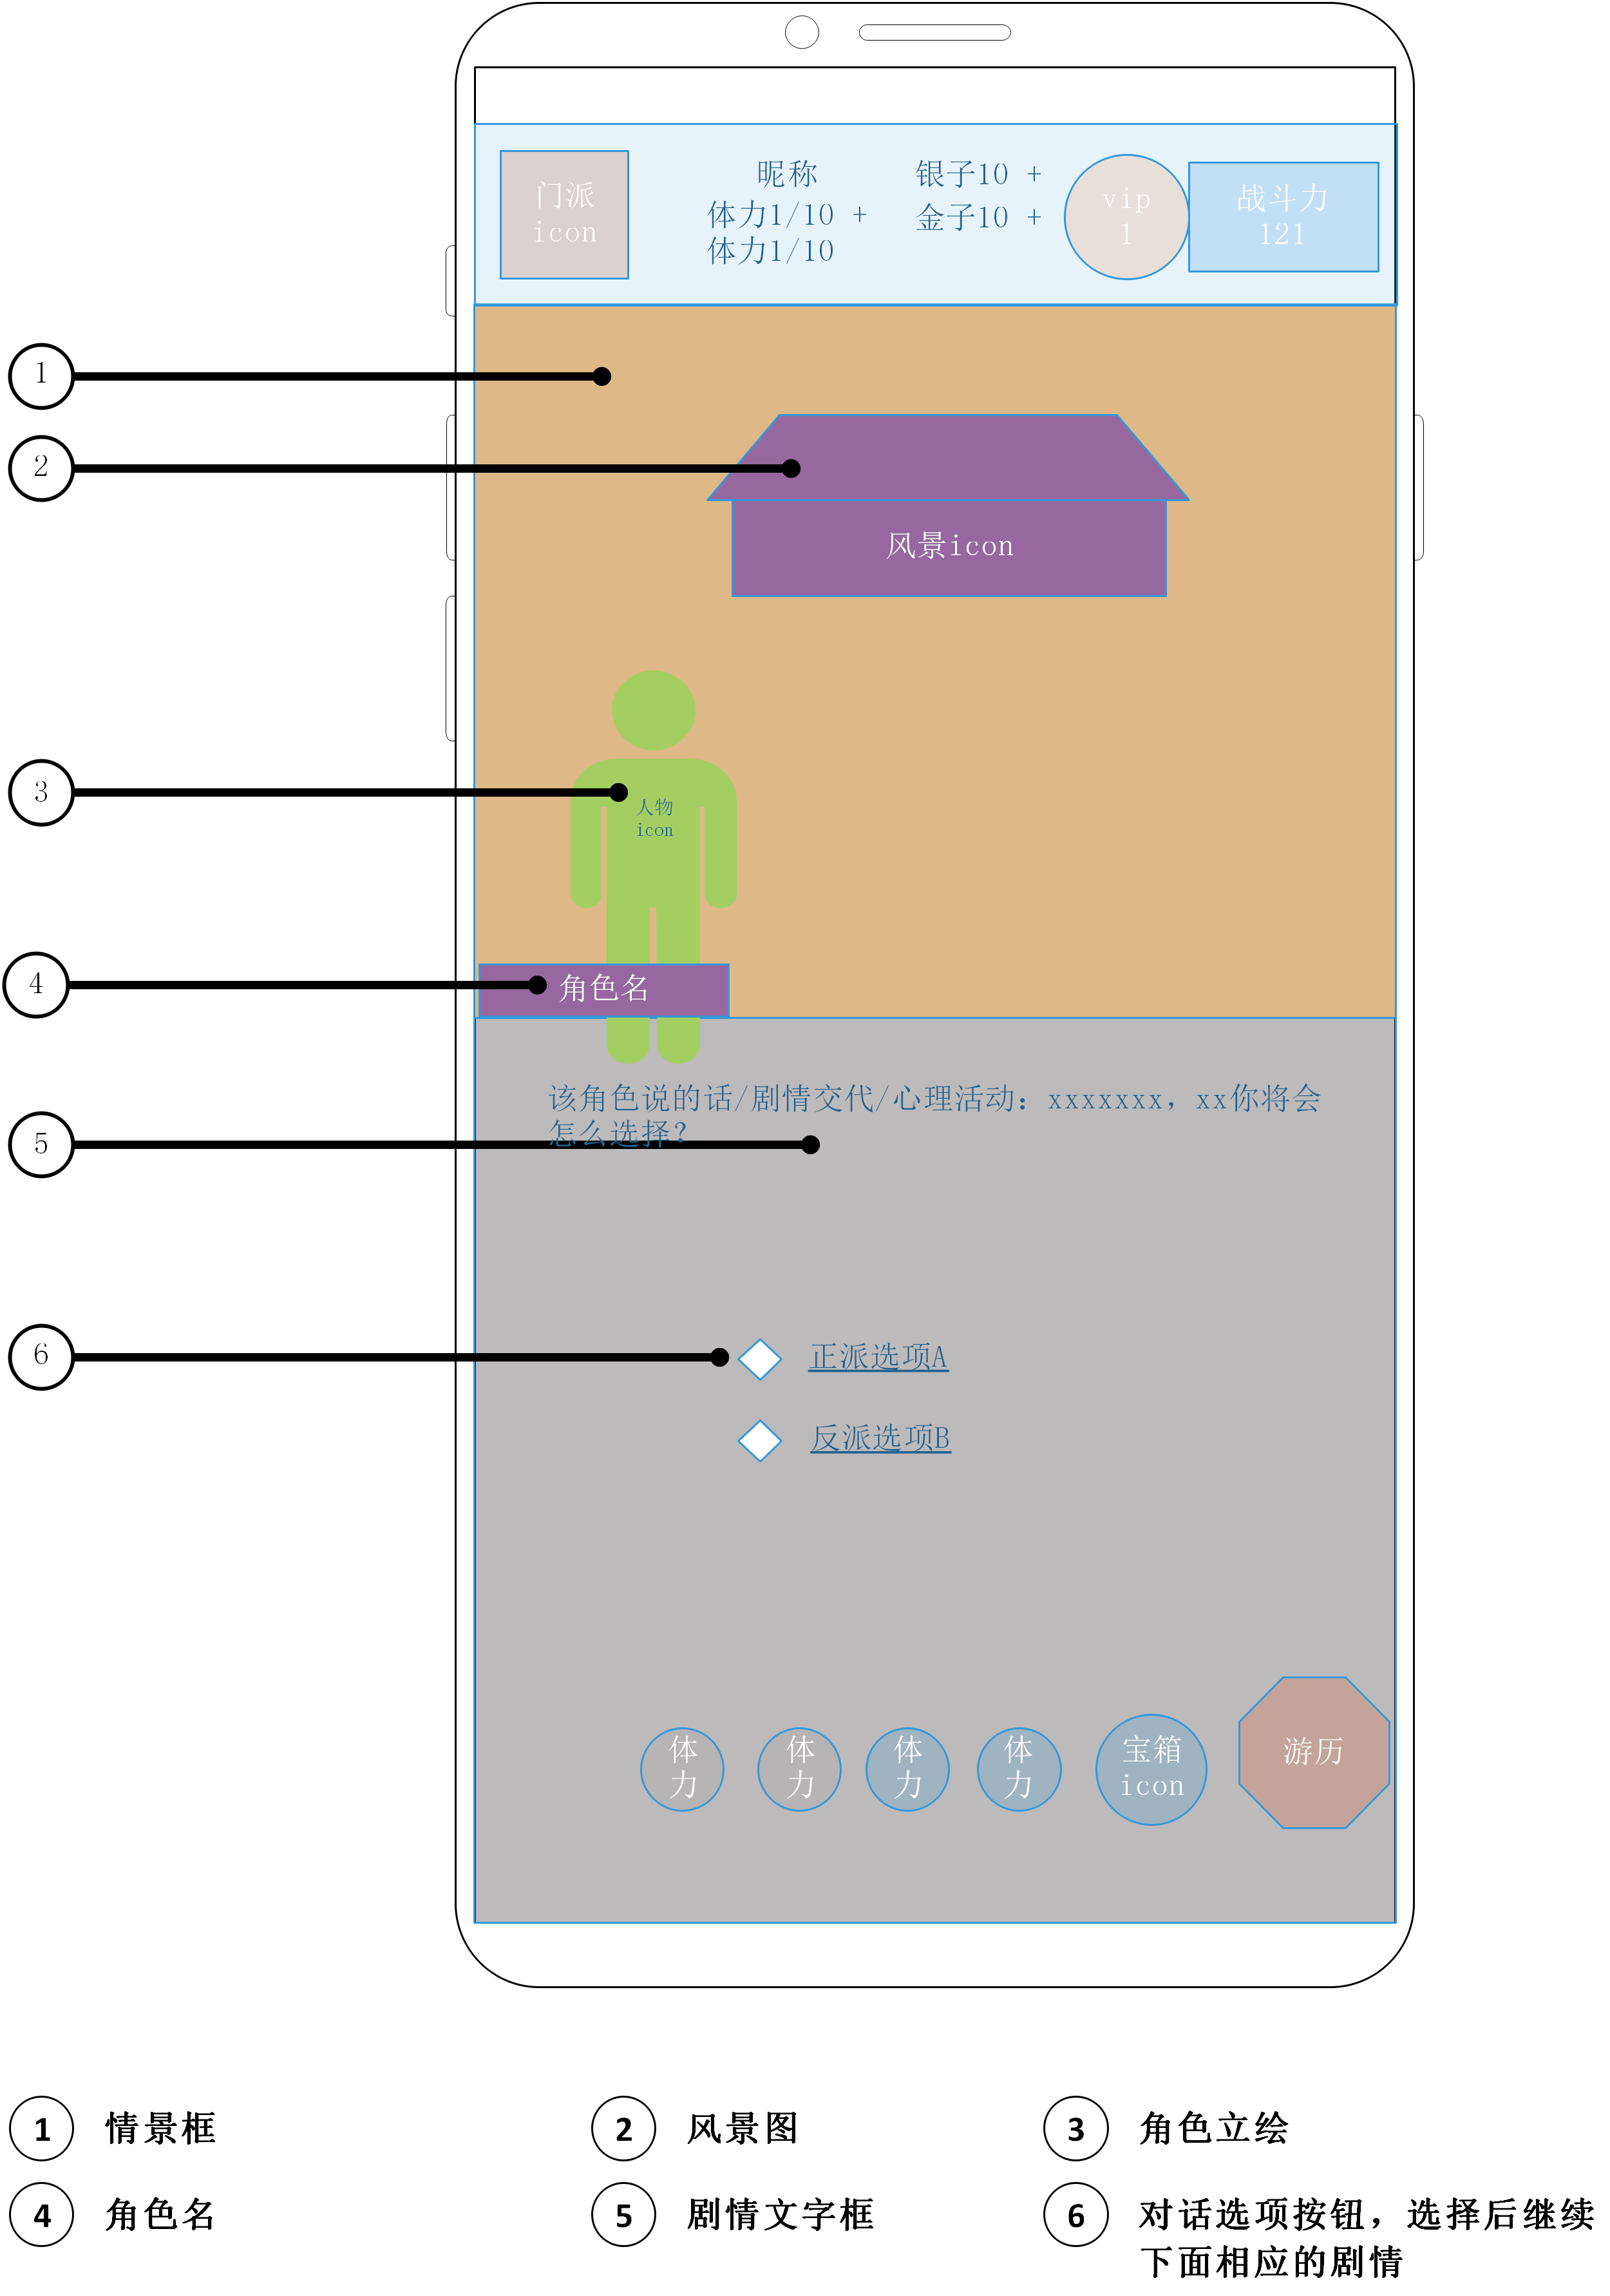 门派
icon
昵称
体力1/10 +
体力1/10
银子10 +
金子10 +
vip
1
战斗力
121
1
2
风景icon
3
人物
icon
4
角色名
该角色说的话/剧情交代/心理活动：xxxxxxx，xx你将会
怎么选择？
5
6
正派选项A
反派选项B
体
力
体
力
体
力
体
力
宝箱
icon
游历
1 情景框
2 风景图
3 角色立绘
4 角色名
5 剧情文字框
6 对话选项按钮，选择后继续
下面相应的剧情